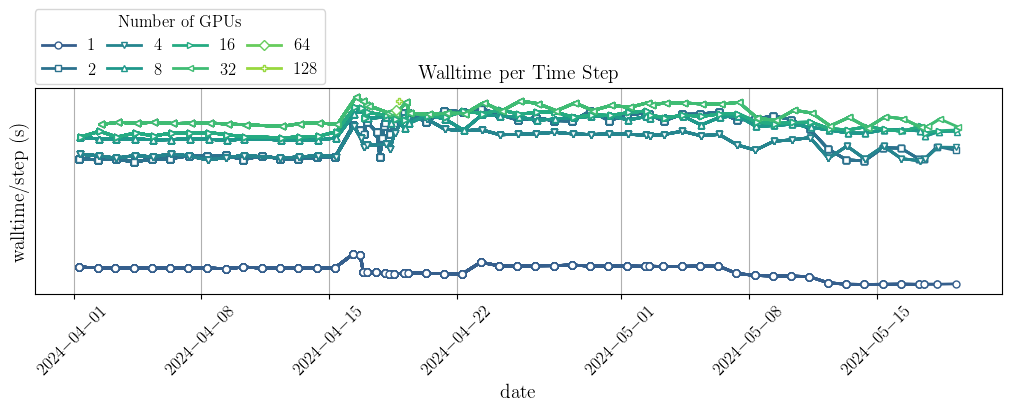 Number of GPUs
1 4 16 64
2 8 32 128
Walltime per Time Step
walltime/step (s)
2024−04−01 2024−04−08 2024−04−15 2024−04−22 2024−05−01 2024−05−08 2024−05−15
date